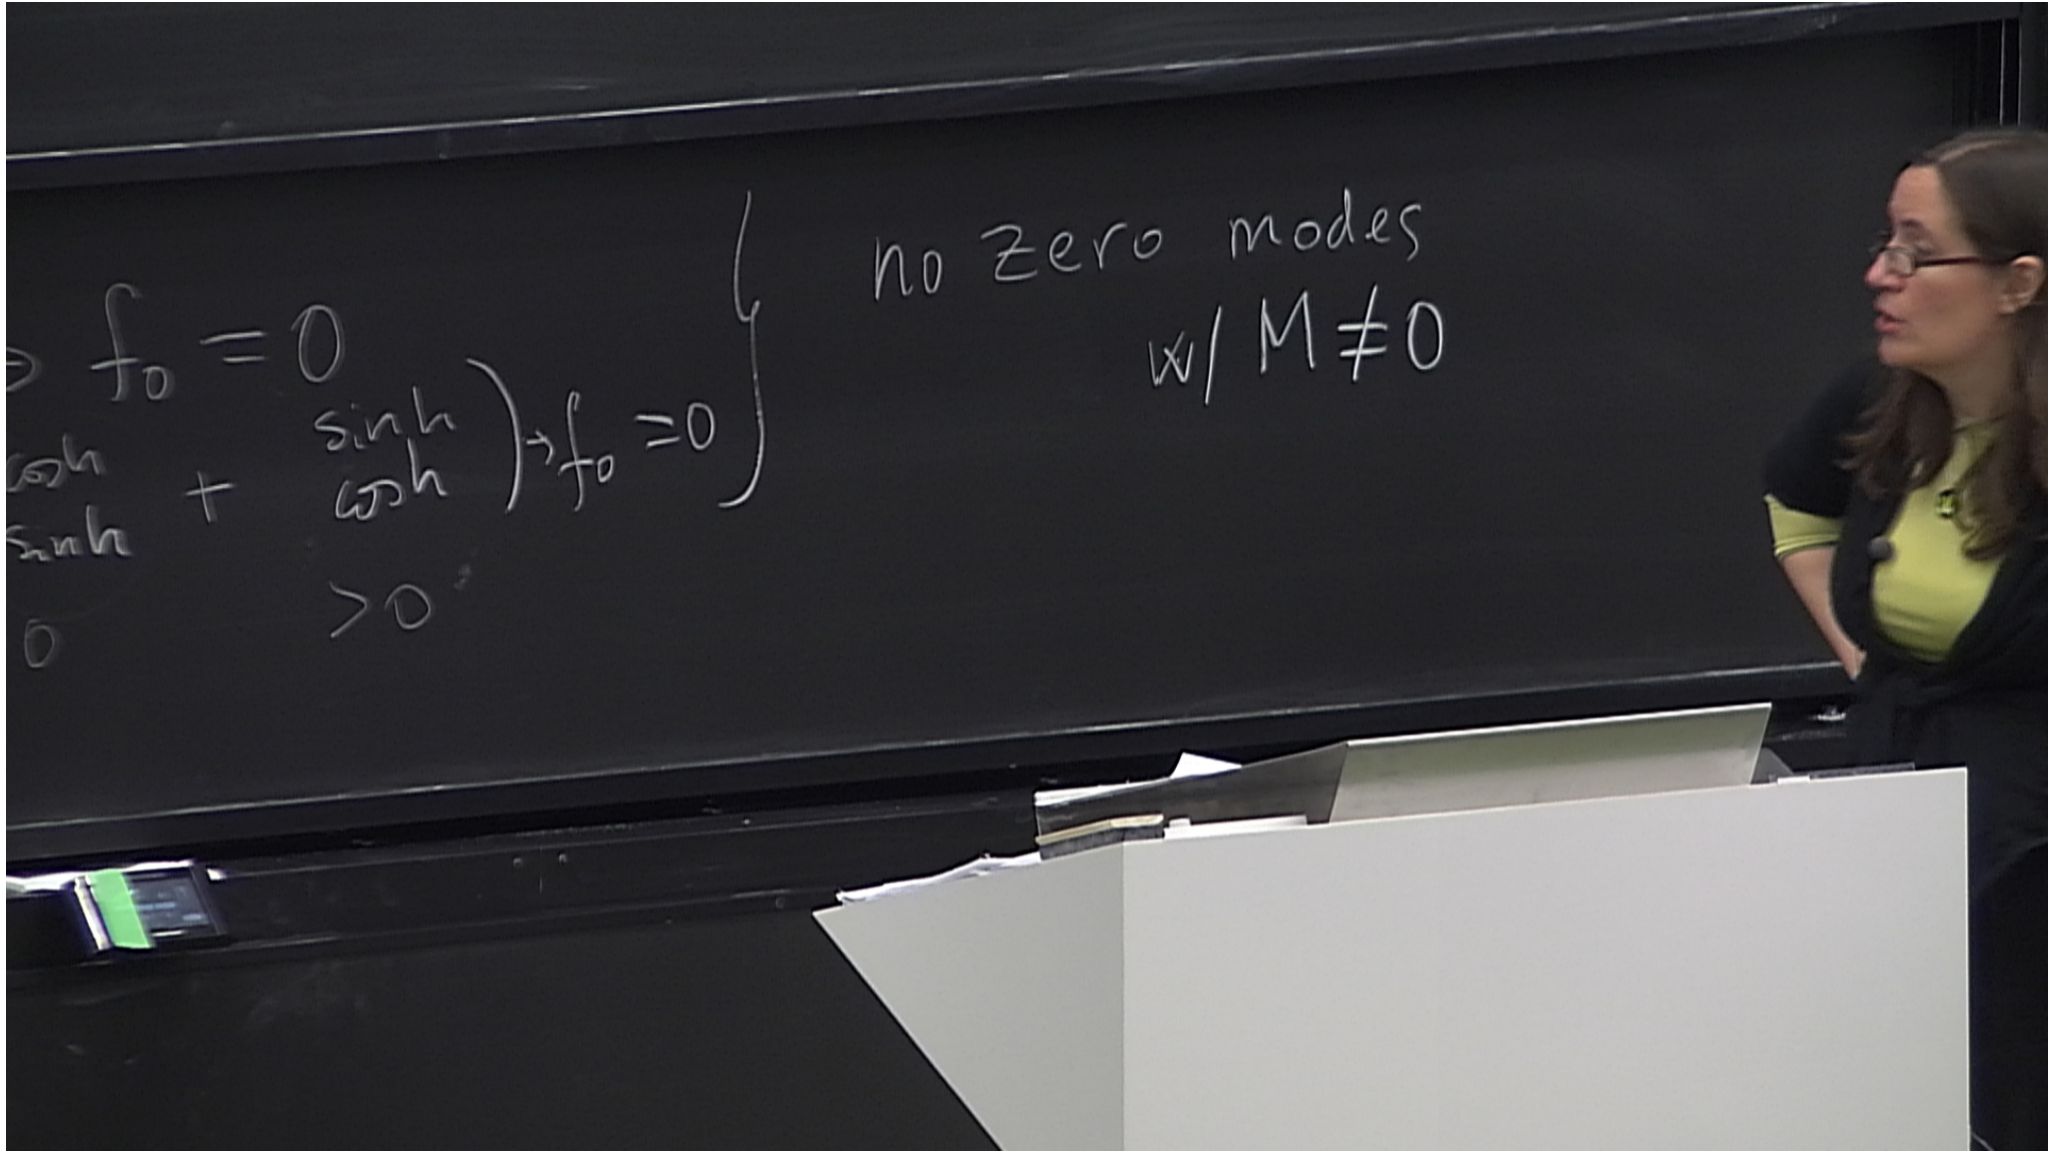 no zero modes
w/ M ≠ 0
→ f₀ = 0
cosh/sinh + sinh/cosh ) → f₀ = 0 }
0 > 0